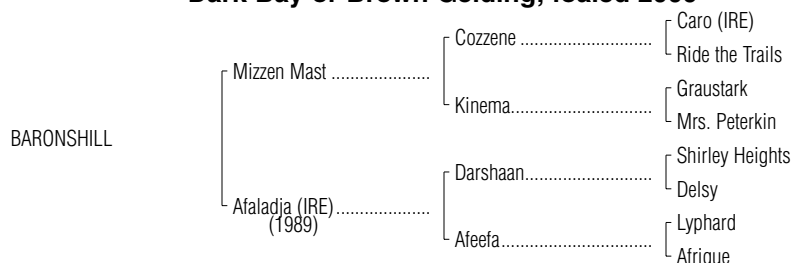 Dark Bay or Brown Gelding; foaled 2006
Caro (IRE)
Cozzene
Ride the Trails
Mizzen Mast
Graustark
Kinema
Mrs. Peterkin
BARONSHILL
Shirley Heights
Darshaan
Delsy
Afaladja (IRE)
(1989)
Lyphard
Afeefa
Afrique